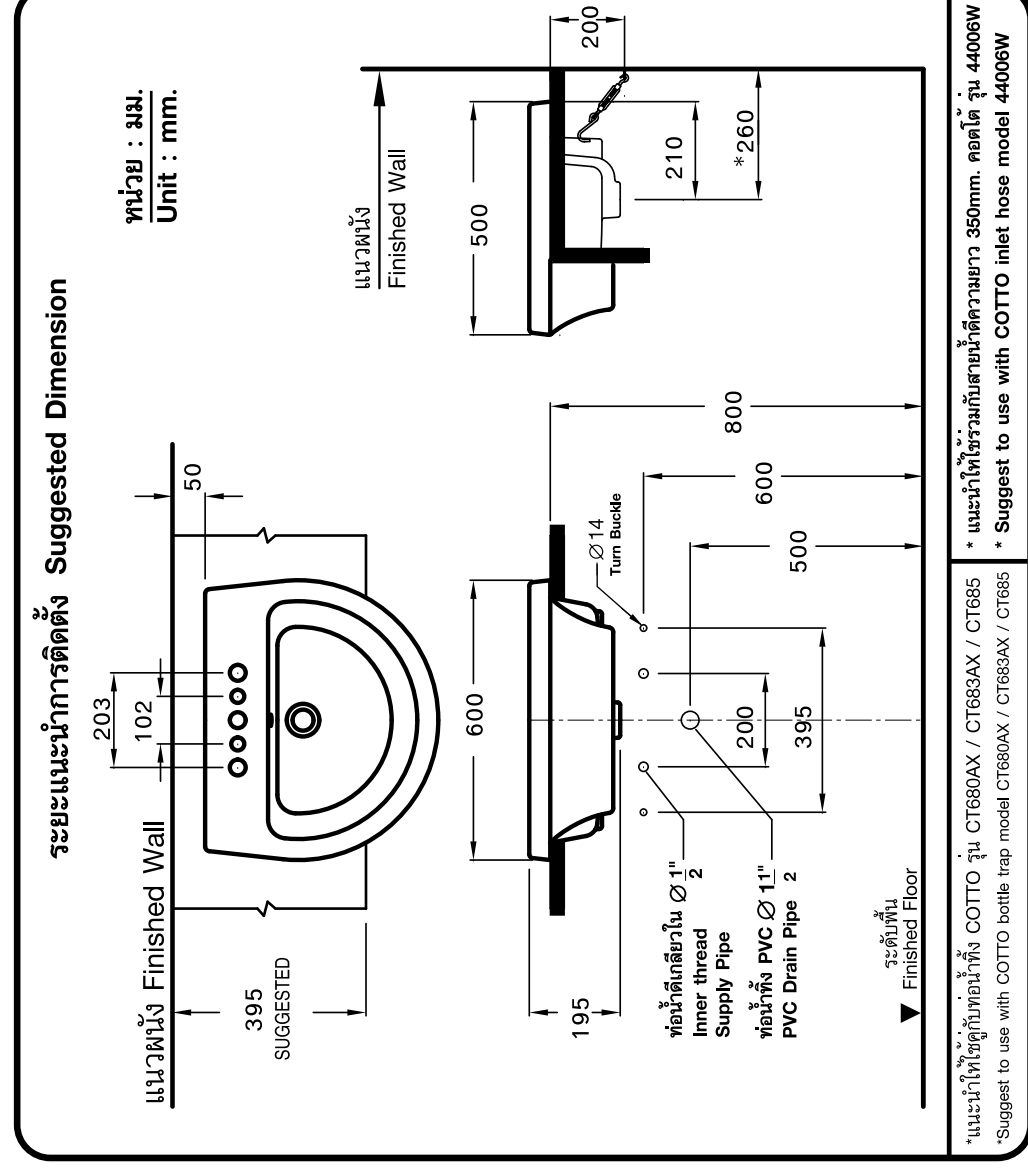 ระยะแนะนำการติดตั้ง Suggested Dimension
หน่วย : มม.
Unit : mm.
แนวผนัง Finished Wall
203
102
50
395
SUGGESTED
แนวผนัง
Finished Wall
500
200
210
*260
600
195
Ø14
Turn Buckle
800
600
500
200
395
ท่อน้ำดีเกลียวใน Ø 1"/2
Inner thread
Supply Pipe
ท่อน้ำทิ้ง PVC Ø 1 1"/2
PVC Drain Pipe
ระดับพื้น
Finished Floor
*แนะนำให้ใช้คู่กับท่อน้ำทิ้ง COTTO รุ่น CT680AX / CT683AX / CT685
*Suggest to use with COTTO bottle trap model CT680AX / CT683AX / CT685
* แนะนำให้ใช้ร่วมกับสายน้ำดีความยาว 350mm. คอตโต้ รุ่น 44006W
* Suggest to use with COTTO inlet hose model 44006W